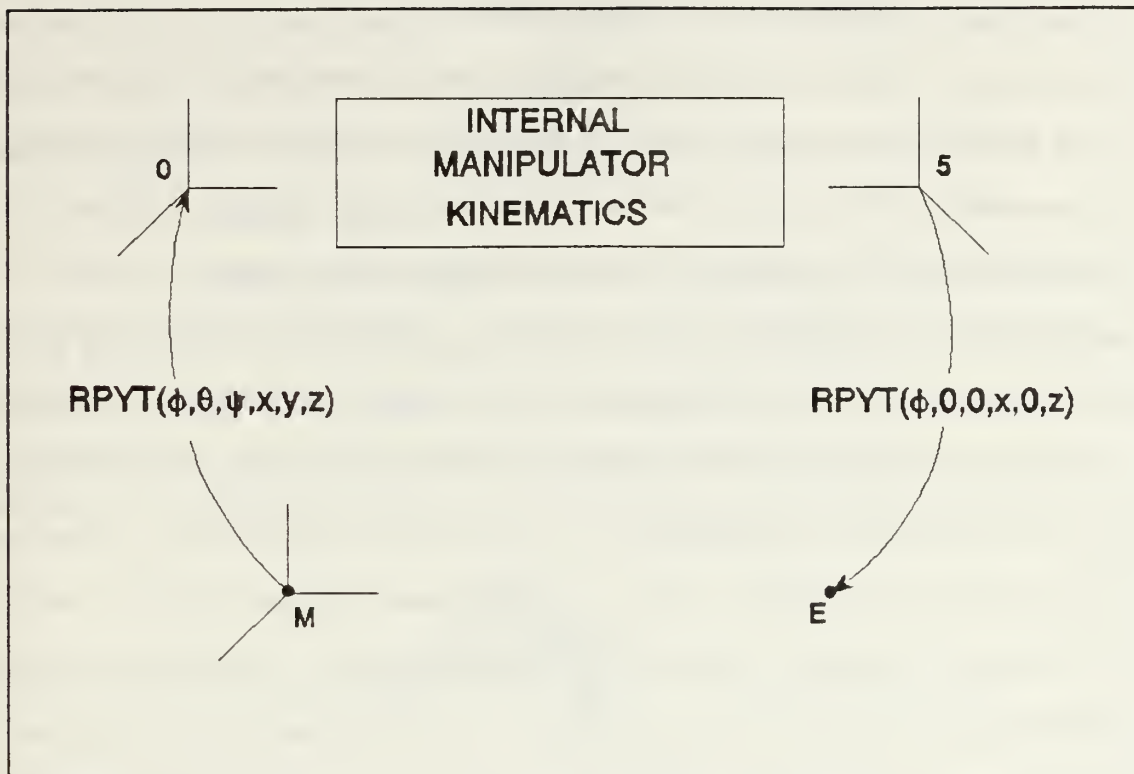 INTERNAL
MANIPULATOR
KINEMATICS
0
5
RPYT(ϕ,θ,ψ,x,y,z)
RPYT(ϕ,0,0,x,0,z)
M
E